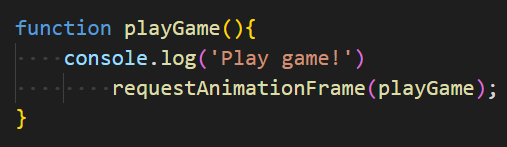 function playGame(){
    console.log('Play game!')
        requestAnimationFrame(playGame);
}